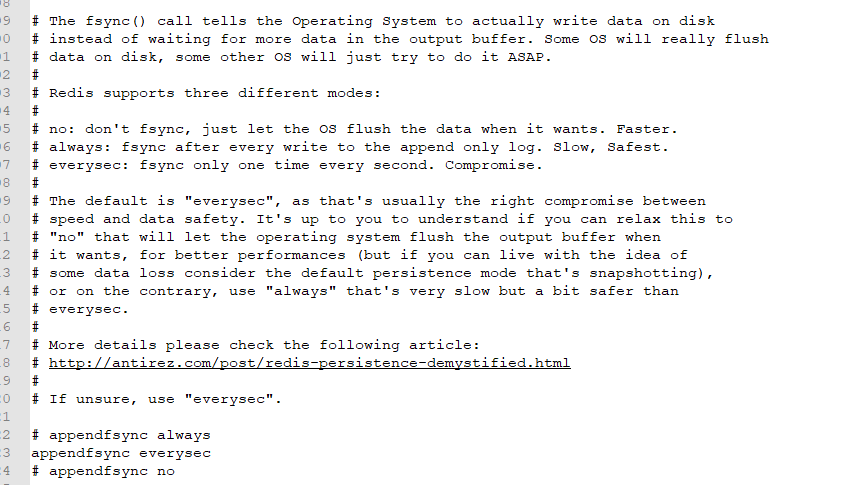 8
9 # The fsync() call tells the Operating System to actually write data on disk
0 # instead of waiting for more data in the output buffer. Some OS will really flush
1 # data on disk, some other OS will just try to do it ASAP.
2 #
3 # Redis supports three different modes:
4 #
5 # no: don't fsync, just let the OS flush the data when it wants. Faster.
6 # always: fsync after every write to the append only log. Slow, Safest.
7 # everysec: fsync only one time every second. Compromise.
8 #
9 # The default is "everysec", as that's usually the right compromise between
0 # speed and data safety. It's up to you to understand if you can relax this to
1 # "no" that will let the operating system flush the output buffer when
2 # it wants, for better performances (but if you can live with the idea of
3 # some data loss consider the default persistence mode that's snapshotting),
4 # or on the contrary, use "always" that's very slow but a bit safer than
5 # everysec.
6 #
7 # More details please check the following article:
8 # http://antirez.com/post/redis-persistence-demystified.html
9 #
0 # If unsure, use "everysec".
1
2 # appendfsync always
3 appendfsync everysec
4 # appendfsync no